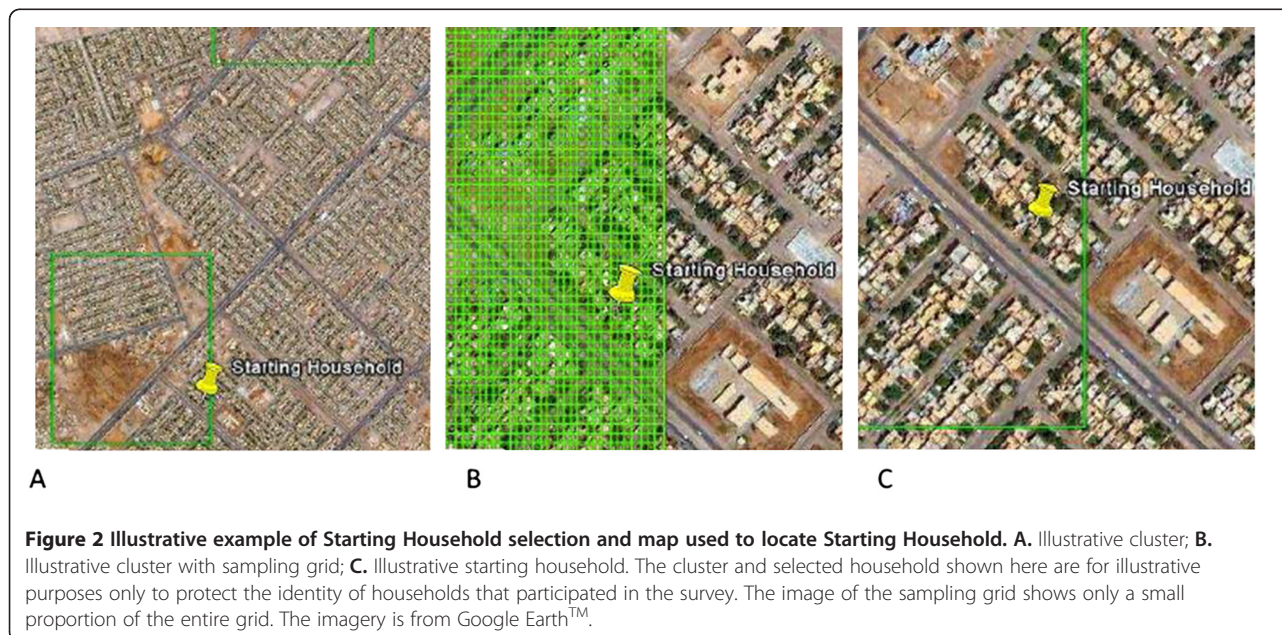 Starting Household
Starting Household
Starting Household
A
B
C
Figure 2 Illustrative example of Starting Household selection and map used to locate Starting Household. A. Illustrative cluster; B.
Illustrative cluster with sampling grid; C. Illustrative starting household. The cluster and selected household shown here are for illustrative
purposes only to protect the identity of households that participated in the survey. The image of the sampling grid shows only a small
proportion of the entire grid. The imagery is from Google Earth™.